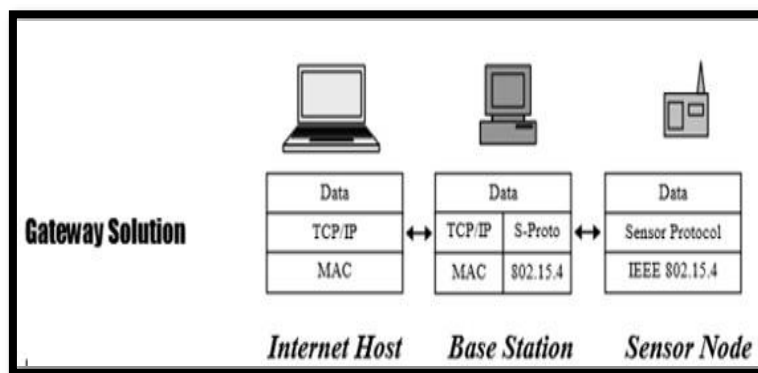 Gateway Solution
Data
TCP/IP
MAC
Data
TCP/IP S-Proto
MAC 802.15.4
Data
Sensor Protocol
IEEE 802.15.4
Internet Host
Base Station
Sensor Node